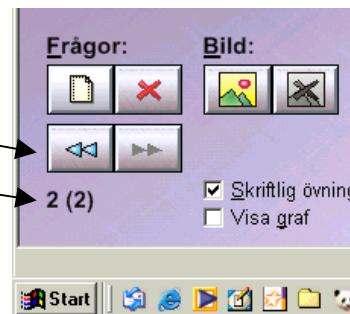 Frågor:
Bild:
2 (2)
Skriftlig övning
Visa graf
Start